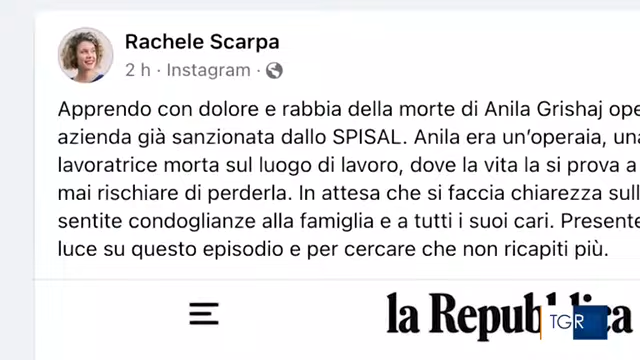 Rachele Scarpa
2 h · Instagram ·
Apprendo con dolore e rabbia della morte di Anila Grishaj ope
azienda già sanzionata dallo SPISAL. Anila era un'operaia, una
lavoratrice morta sul luogo di lavoro, dove la vita la si prova a
mai rischiare di perderla. In attesa che si faccia chiarezza sull
sentite condoglianze alla famiglia e a tutti i suoi cari. Presente
luce su questo episodio e per cercare che non ricapiti più.
la Repubblica
TGR